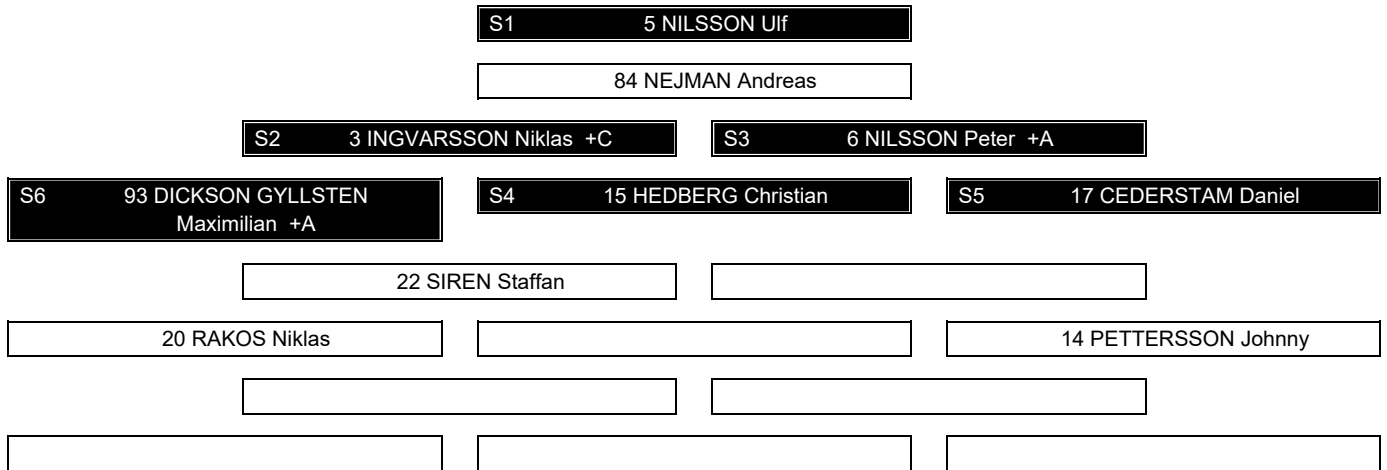 S1 5 NILSSON Ulf
84 NEJMAN Andreas
S2 3 INGVARSSON Niklas +C
S3 6 NILSSON Peter +A
S6 93 DICKSON GYLLSTEN
Maximilian +A
S4 15 HEDBERG Christian
S5 17 CEDERSTAM Daniel
22 SIREN Staffan
20 RAKOS Niklas
14 PETTERSSON Johnny